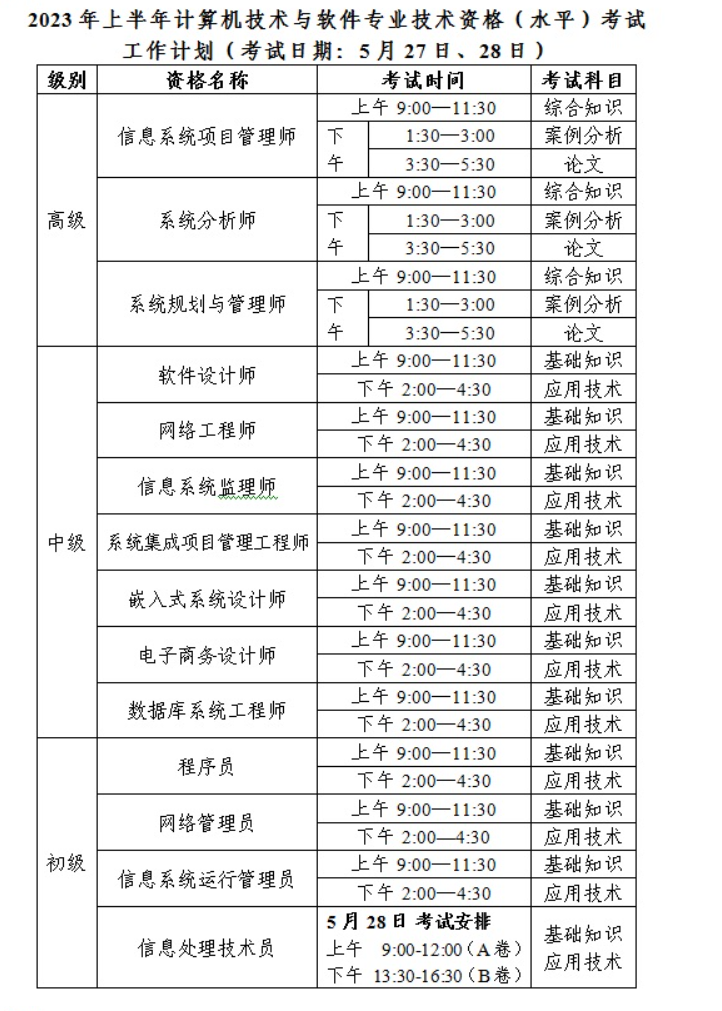 2023 年上半年计算机技术与软件专业技术资格（水平）考试
工作计划（考试日期：5 月 27 日、28 日）
级别 资格名称 考试时间 考试科目
高级
信息系统项目管理师
上午 9:00—11:30 综合知识
下午
1:30—3:00 案例分析
3:30—5:30 论文
系统分析师
上午 9:00—11:30 综合知识
下午
1:30—3:00 案例分析
3:30—5:30 论文
系统规划与管理师
上午 9:00—11:30 综合知识
下午
1:30—3:00 案例分析
3:30—5:30 论文
中级
软件设计师
上午 9:00—11:30 基础知识
下午 2:00—4:30 应用技术
网络工程师
上午 9:00—11:30 基础知识
下午 2:00—4:30 应用技术
信息系统监理师
上午 9:00—11:30 基础知识
下午 2:00—4:30 应用技术
系统集成项目管理工程师
上午 9:00—11:30 基础知识
下午 2:00—4:30 应用技术
嵌入式系统设计师
上午 9:00—11:30 基础知识
下午 2:00—4:30 应用技术
电子商务设计师
上午 9:00—11:30 基础知识
下午 2:00—4:30 应用技术
数据库系统工程师
上午 9:00—11:30 基础知识
下午 2:00—4:30 应用技术
初级
程序员
上午 9:00—11:30 基础知识
下午 2:00—4:30 应用技术
网络管理员
上午 9:00—11:30 基础知识
下午 2:00—4:30 应用技术
信息系统运行管理员
上午 9:00—11:30 基础知识
下午 2:00—4:30 应用技术
信息处理技术员
5 月 28 日 考试安排
上午 9:00-12:00（A 卷）
下午 13:30-16:30（B 卷）
基础知识
应用技术